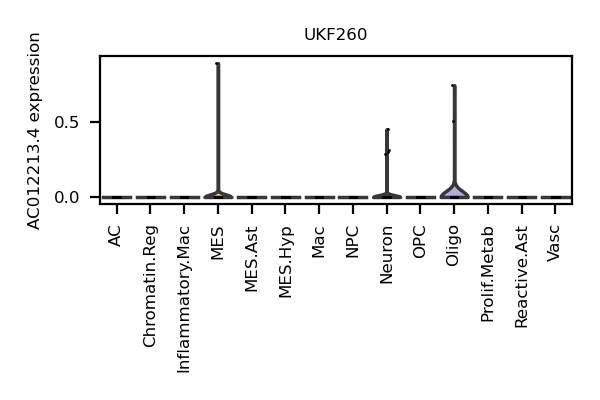 UKF260
AC012213.4 expression
0.5
0.0
AC
Chromatin.Reg
Inflammatory.Mac
MES
MES.Ast
MES.Hyp
Mac
NPC
Neuron
OPC
Oligo
Prolif.Metab
Reactive.Ast
Vasc